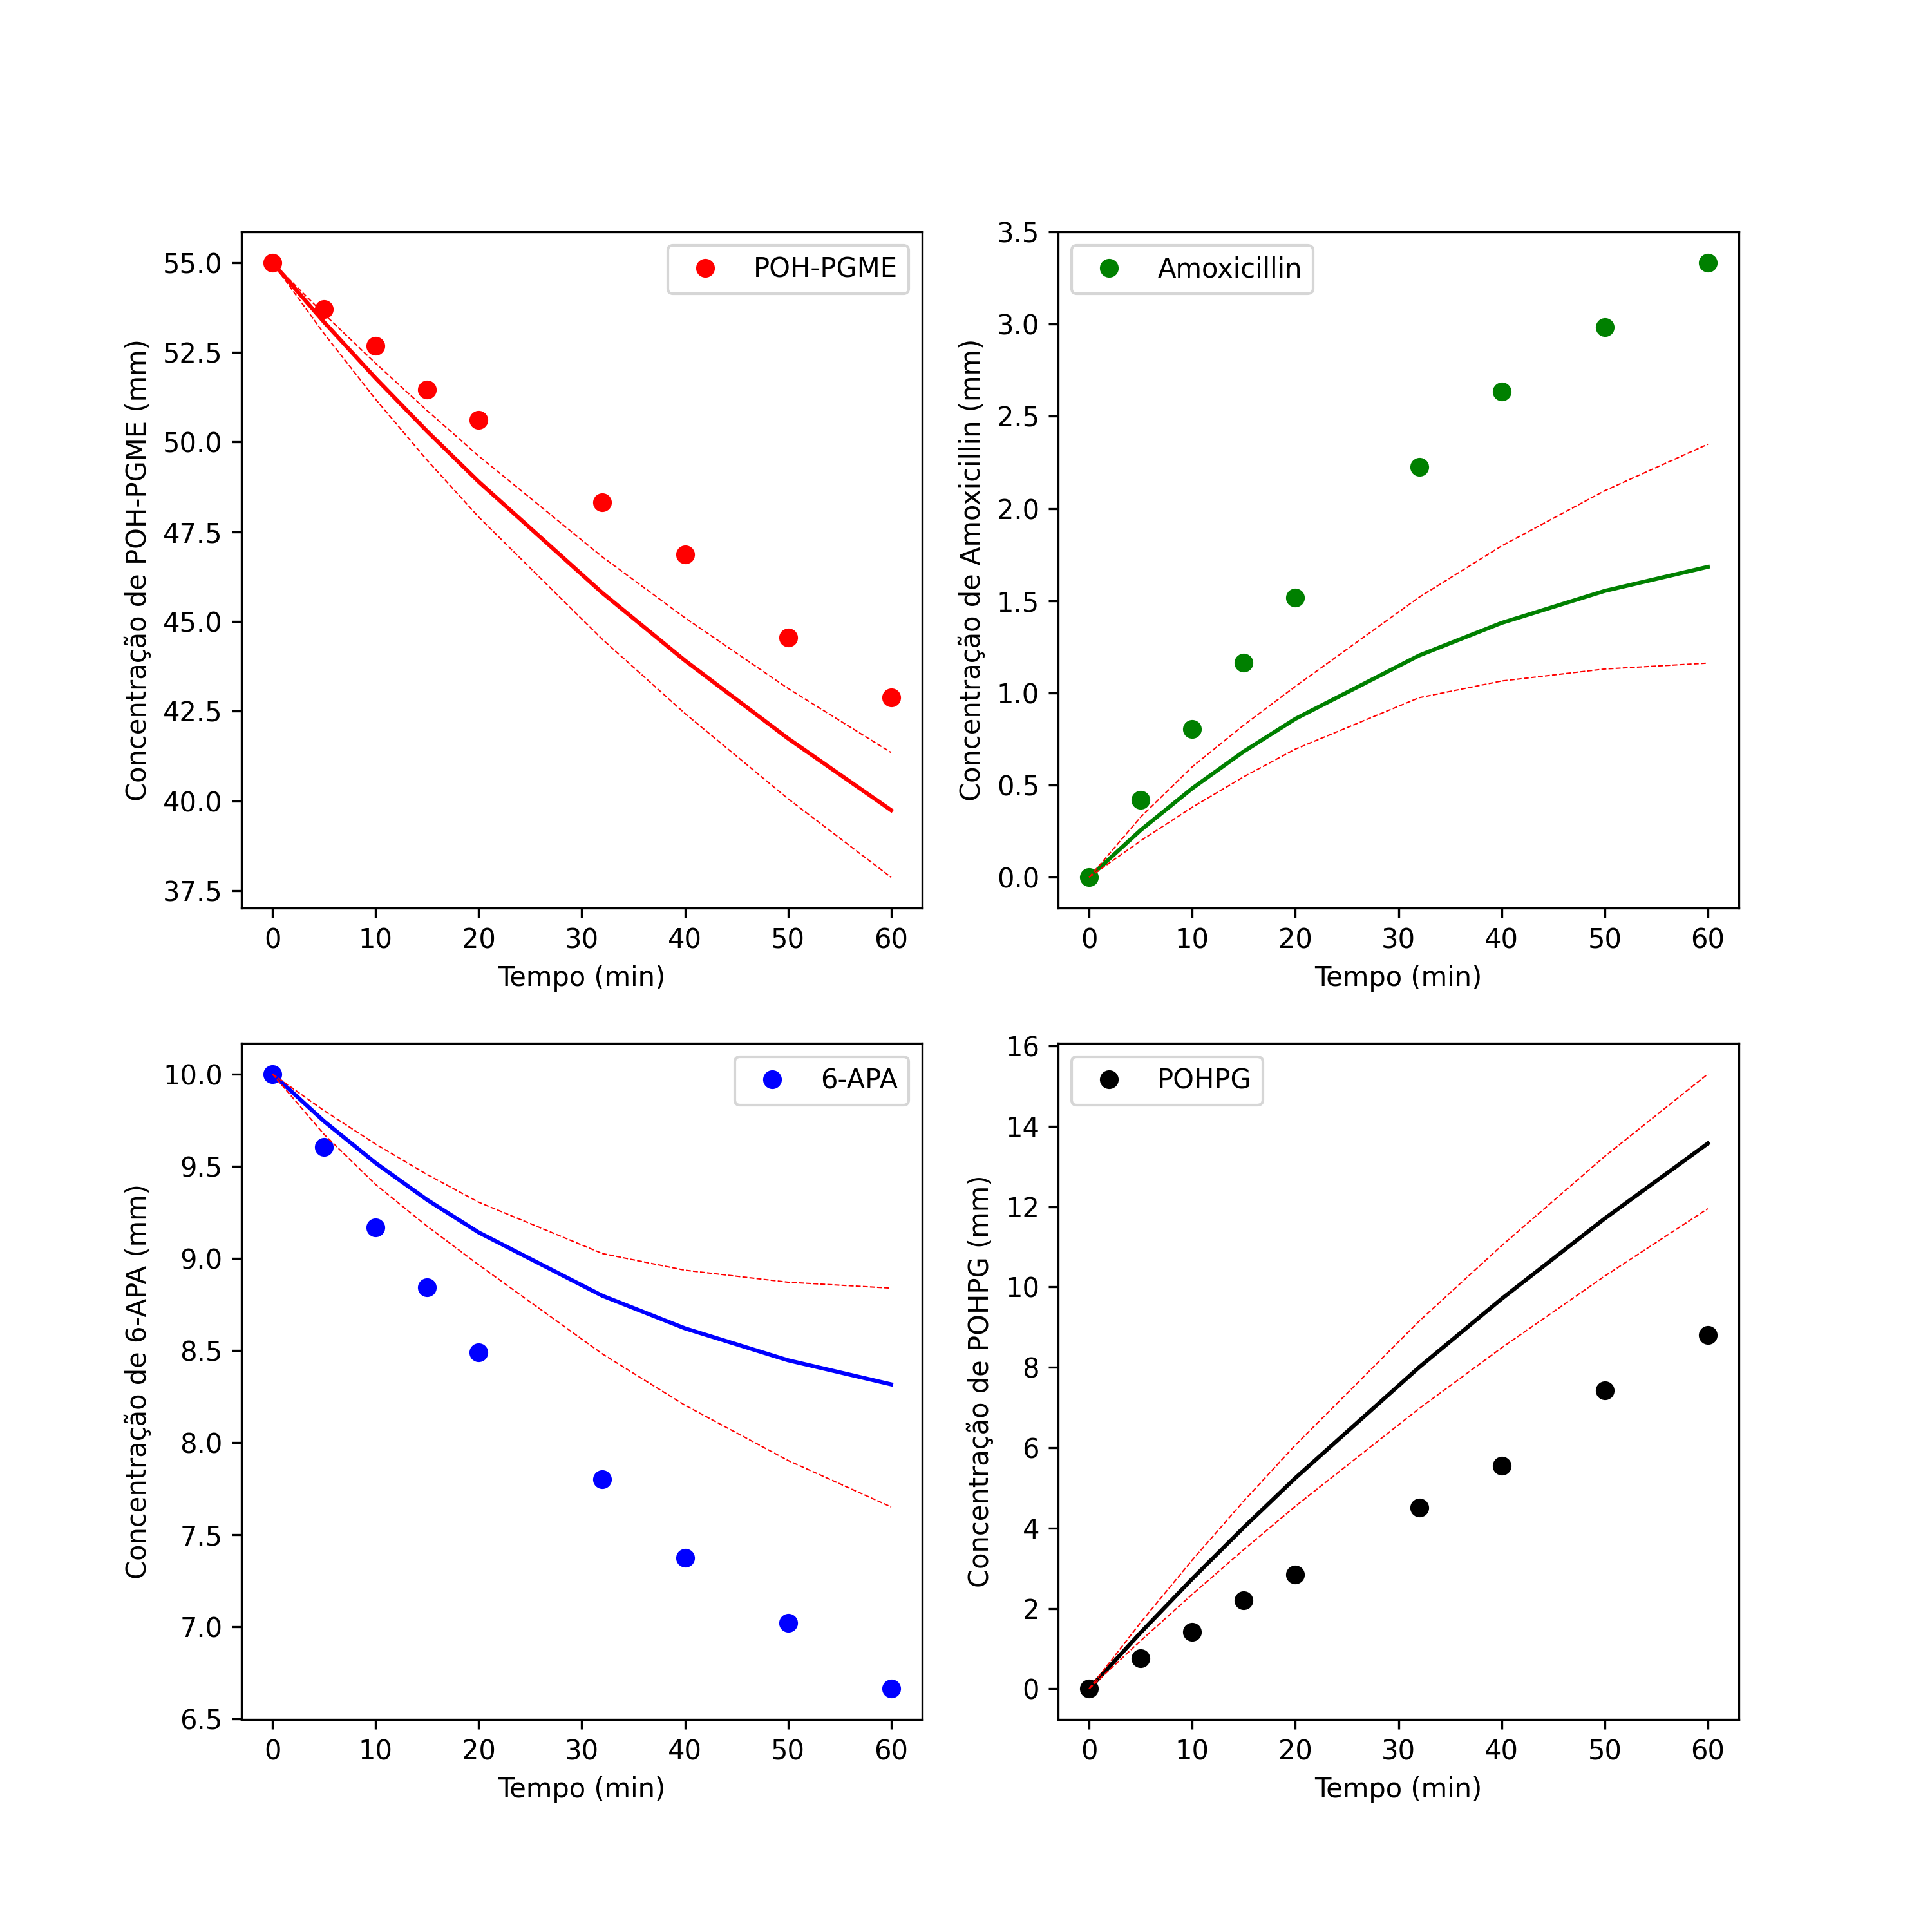 POH-PGME
Concentração de POH-PGME (mm)
55.0
52.5
50.0
47.5
45.0
42.5
40.0
37.5
0 10 20 30 40 50 60
Tempo (min)
Amoxicillin
Concentração de Amoxicillin (mm)
3.5
3.0
2.5
2.0
1.5
1.0
0.5
0.0
0 10 20 30 40 50 60
Tempo (min)
6-APA
Concentração de 6-APA (mm)
10.0
9.5
9.0
8.5
8.0
7.5
7.0
6.5
0 10 20 30 40 50 60
Tempo (min)
POHPG
Concentração de POHPG (mm)
16
14
12
10
8
6
4
2
0
0 10 20 30 40 50 60
Tempo (min)